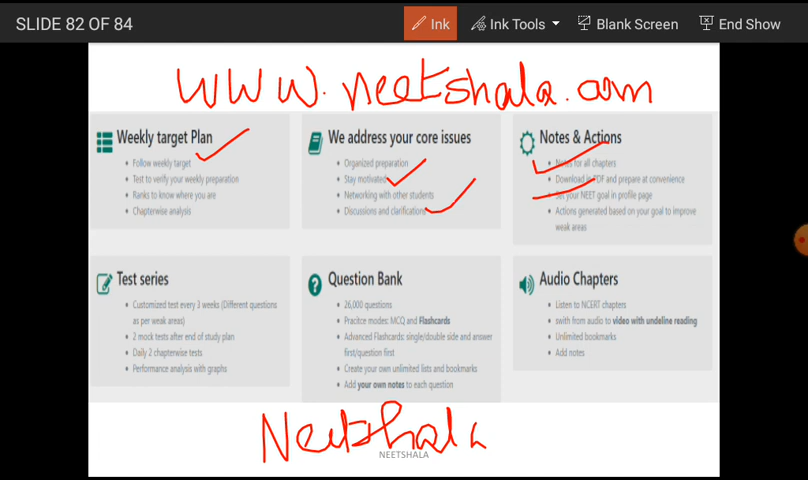 SLIDE 82 OF 84
Ink
Ink Tools
Blank Screen
End Show
www.neetshala.com
Weekly target Plan
Follow weekly target
Test to verify your weekly preparation
Ranks to know where you are
Chapterwise analysis
We address your core issues
Organized preparation
Stay motivated
Networking with other students
Discussions and clarifications
Notes & Actions
Notes for all chapters
Download in PDF and prepare at convenience
Set your NEET goal in profile page
Actions generated based on your goal to improve
weak areas
Test series
Customized test every 3 weeks (Different questions
as per weak areas)
2 mock tests after end of study plan
Daily 2 chapterwise tests
Performance analysis with graphs
Question Bank
26,000 questions
Pracitce modes: MCQ and Flashcards
Advanced Flashcards: single/double side and answer
first/question first
Create your own unlimited lists and bookmarks
Add your own notes to each question
Audio Chapters
Listen to NCERT chapters
swith from audio to video with undeline reading
Unlimited bookmarks
Add notes
Neetshala
NEETSHALA